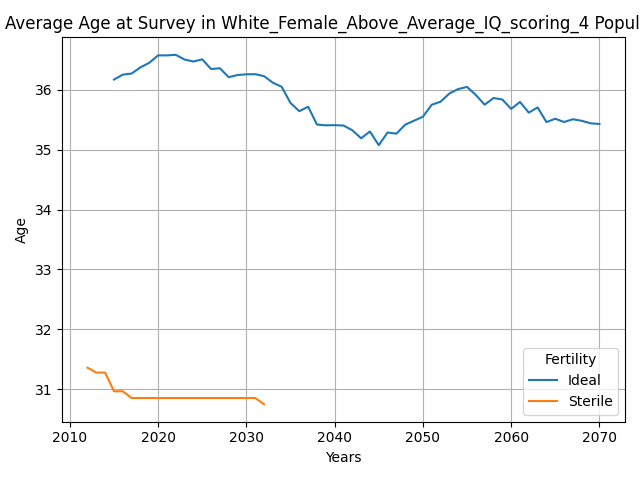 Average Age at Survey in White_Female_Above_Average_IQ_scoring_4 Popul
36
35
34
33
32
31
Age
2010 2020 2030 2040 2050 2060 2070
Years
Fertility
Ideal
Sterile